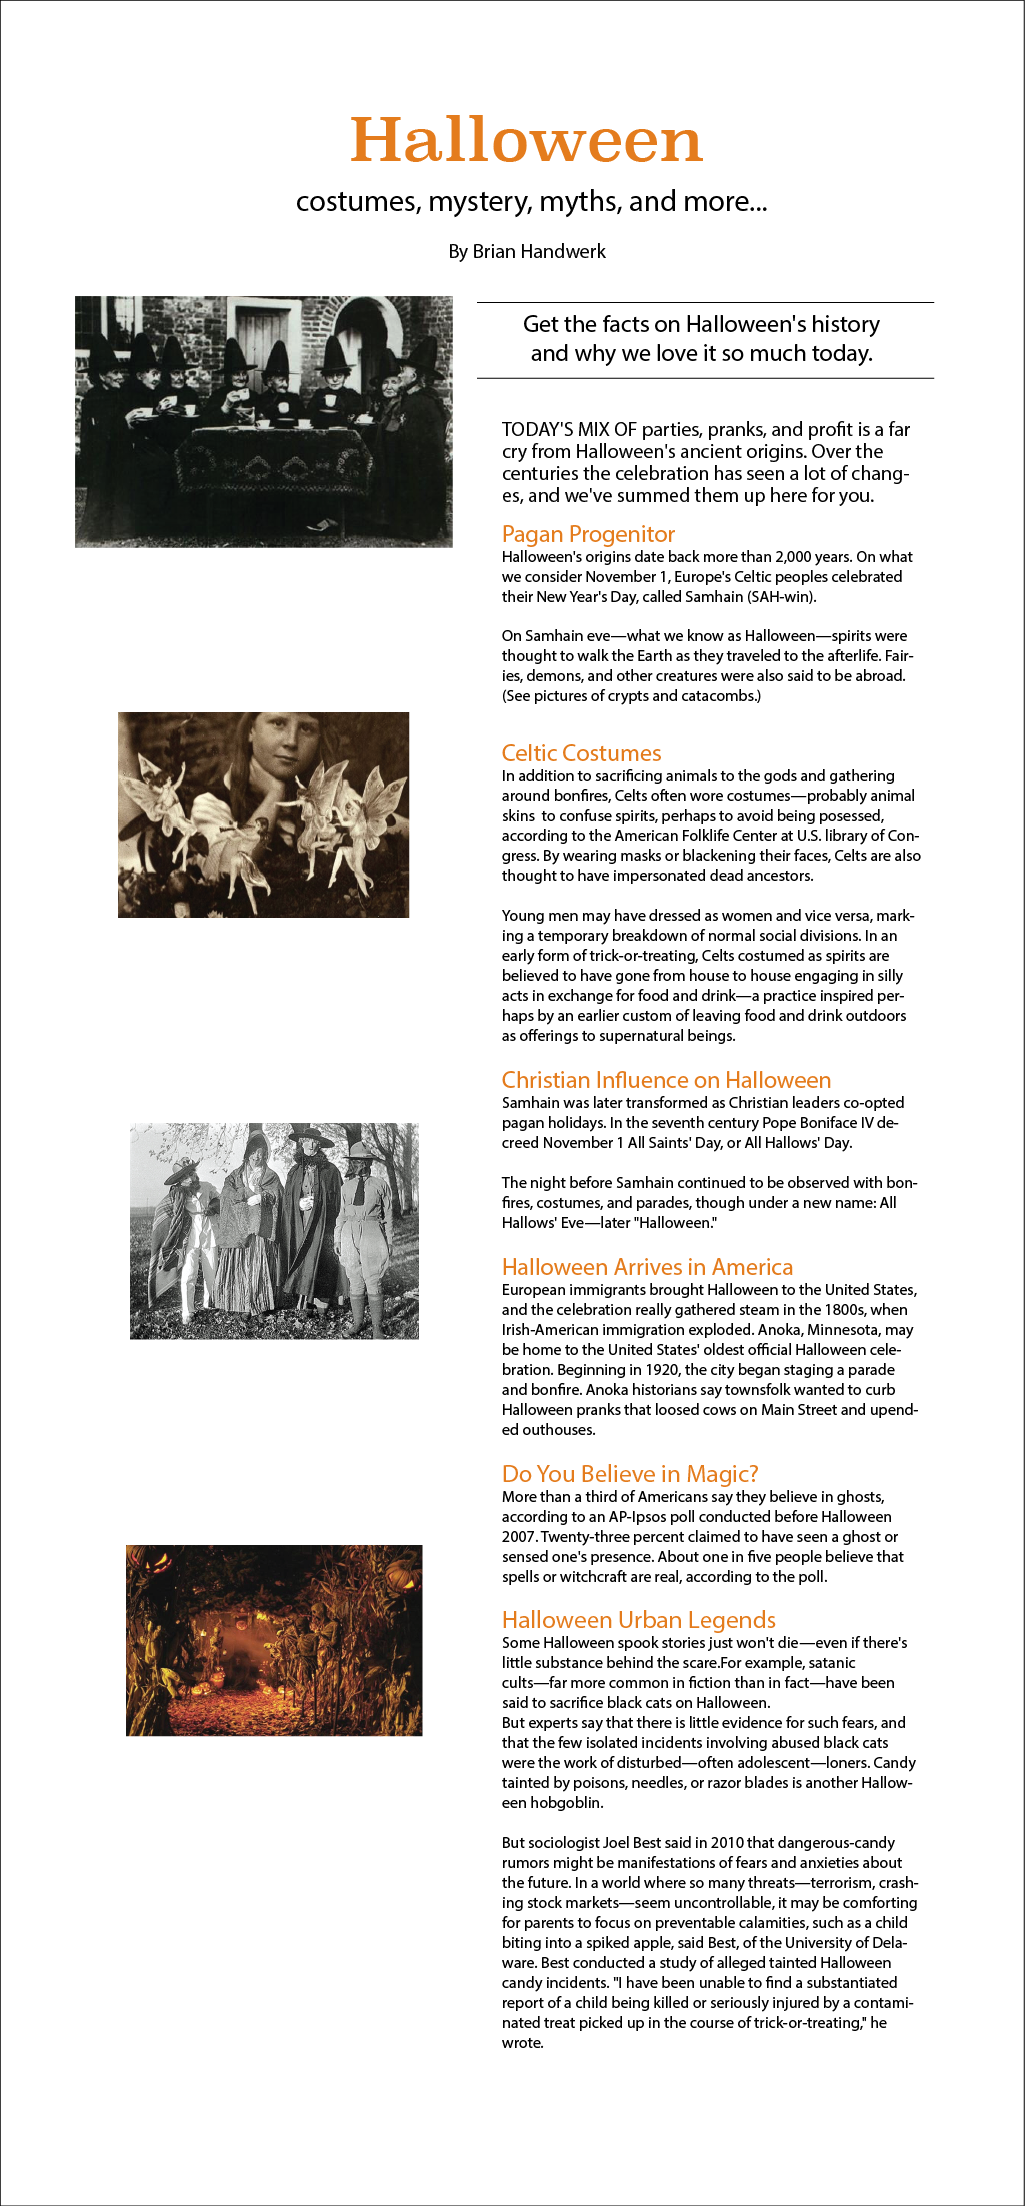 Halloween
costumes, mystery, myths, and more...
By Brian Handwerk
Get the facts on Halloween's history
and why we love it so much today.
TODAY'S MIX OF parties, pranks, and profit is a far
cry from Halloween's ancient origins. Over the
centuries the celebration has seen a lot of chang-
es, and we've summed them up here for you.
Pagan Progenitor
Halloween's origins date back more than 2,000 years. On what
we consider November 1, Europe's Celtic peoples celebrated
their New Year's Day, called Samhain (SAH-win).
On Samhain eve—what we know as Halloween—spirits were
thought to walk the Earth as they traveled to the afterlife. Fair-
ies, demons, and other creatures were also said to be abroad.
(See pictures of crypts and catacombs.)
Celtic Costumes
In addition to sacrificing animals to the gods and gathering
around bonfires, Celts often wore costumes—probably animal
skins  to confuse spirits, perhaps to avoid being posessed,
according to the American Folklife Center at U.S. library of Con-
gress. By wearing masks or blackening their faces, Celts are also
thought to have impersonated dead ancestors.
Young men may have dressed as women and vice versa, mark-
ing a temporary breakdown of normal social divisions. In an
early form of trick-or-treating, Celts costumed as spirits are
believed to have gone from house to house engaging in silly
acts in exchange for food and drink—a practice inspired per-
haps by an earlier custom of leaving food and drink outdoors
as offerings to supernatural beings.
Christian Influence on Halloween
Samhain was later transformed as Christian leaders co-opted
pagan holidays. In the seventh century Pope Boniface IV de-
creed November 1 All Saints' Day, or All Hallows' Day.
The night before Samhain continued to be observed with bon-
fires, costumes, and parades, though under a new name: All
Hallows' Eve—later "Halloween."
Halloween Arrives in America
European immigrants brought Halloween to the United States,
and the celebration really gathered steam in the 1800s, when
Irish-American immigration exploded. Anoka, Minnesota, may
be home to the United States' oldest official Halloween cele-
bration. Beginning in 1920, the city began staging a parade
and bonfire. Anoka historians say townsfolk wanted to curb
Halloween pranks that loosed cows on Main Street and upend-
ed outhouses.
Do You Believe in Magic?
More than a third of Americans say they believe in ghosts,
according to an AP-Ipsos poll conducted before Halloween
2007. Twenty-three percent claimed to have seen a ghost or
sensed one's presence. About one in five people believe that
spells or witchcraft are real, according to the poll.
Halloween Urban Legends
Some Halloween spook stories just won't die—even if there's
little substance behind the scare.For example, satanic
cults—far more common in fiction than in fact—have been
said to sacrifice black cats on Halloween.
But experts say that there is little evidence for such fears, and
that the few isolated incidents involving abused black cats
were the work of disturbed—often adolescent—loners. Candy
tainted by poisons, needles, or razor blades is another Hallow-
een hobgoblin.
But sociologist Joel Best said in 2010 that dangerous-candy
rumors might be manifestations of fears and anxieties about
the future. In a world where so many threats—terrorism, crash-
ing stock markets—seem uncontrollable, it may be comforting
for parents to focus on preventable calamities, such as a child
biting into a spiked apple, said Best, of the University of Dela-
ware. Best conducted a study of alleged tainted Halloween
candy incidents. "I have been unable to find a substantiated
report of a child being killed or seriously injured by a contami-
nated treat picked up in the course of trick-or-treating," he
wrote.